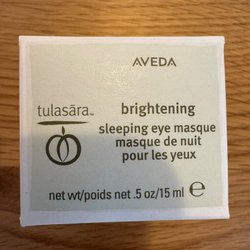 AVEDA
tulasāra™
brightening
sleeping eye masque
masque de nuit
pour les yeux
net wt/poids net .5 oz/15 ml ℮